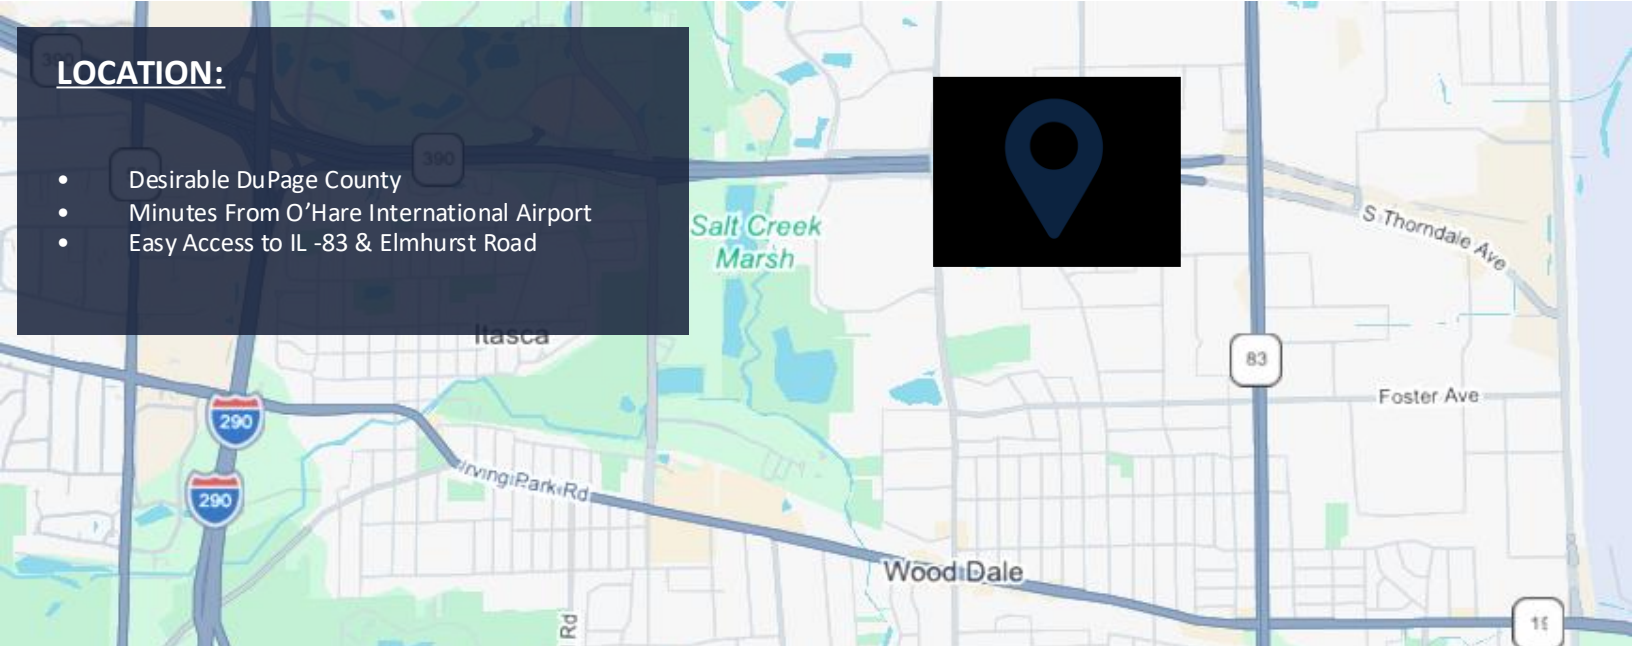 LOCATION:
• Desirable DuPage County
• Minutes From O’Hare International Airport
• Easy Access to IL -83 & Elmhurst Road
390
390
Salt Creek
Marsh
S Thorndale Ave
Itasca
83
Foster Ave
290
Irving Park Rd
290
Wood Dale
Rd